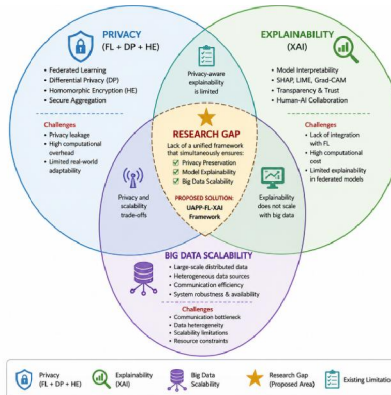 PRIVACY
(FL + DP + HE)
• Federated Learning
• Differential Privacy (DP)
• Homomorphic Encryption (HE)
• Secure Aggregation
Challenges
• Privacy leakage
• High computational
overhead
• Limited real-world
adaptability
EXPLAINABILITY
(XAI)
• Model Interpretability
• SHAP, LIME, Grad-CAM
• Transparency & Trust
• Human-AI Collaboration
Challenges
• Lack of integration
with FL
• High computational
cost
• Limited explainability
in federated models
Privacy-aware
explainability
is limited
RESEARCH GAP
Lack of a unified framework
that simultaneously ensures:
Privacy Preservation
Model Explainability
Big Data Scalability
PROPOSED SOLUTION:
UAPP-FL-XAI
Framework
Privacy and
scalability
trade-offs
Explainability
does not scale
with big data
BIG DATA SCALABILITY
• Large-scale distributed data
• Heterogeneous data sources
• Communication efficiency
• System robustness & availability
Challenges
• Communication bottleneck
• Data heterogeneity
• Scalability limitations
• Resource constraints
Privacy
(FL + DP + HE)
Explainability
(XAI)
Big Data
Scalability
Research Gap
(Proposed Area)
Existing Limitatio